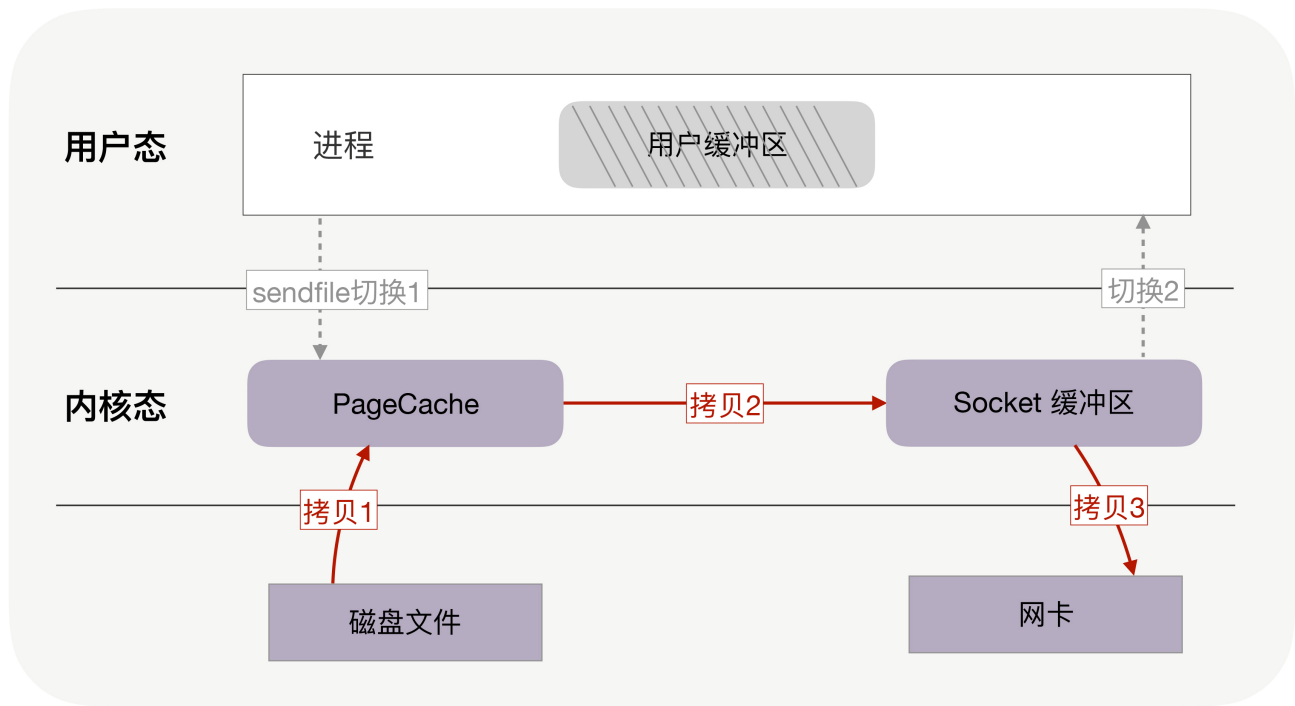 用户态
进程
用户缓冲区
sendfile切换1
切换2
内核态
PageCache
拷贝2
Socket 缓冲区
拷贝1
拷贝3
磁盘文件
网卡